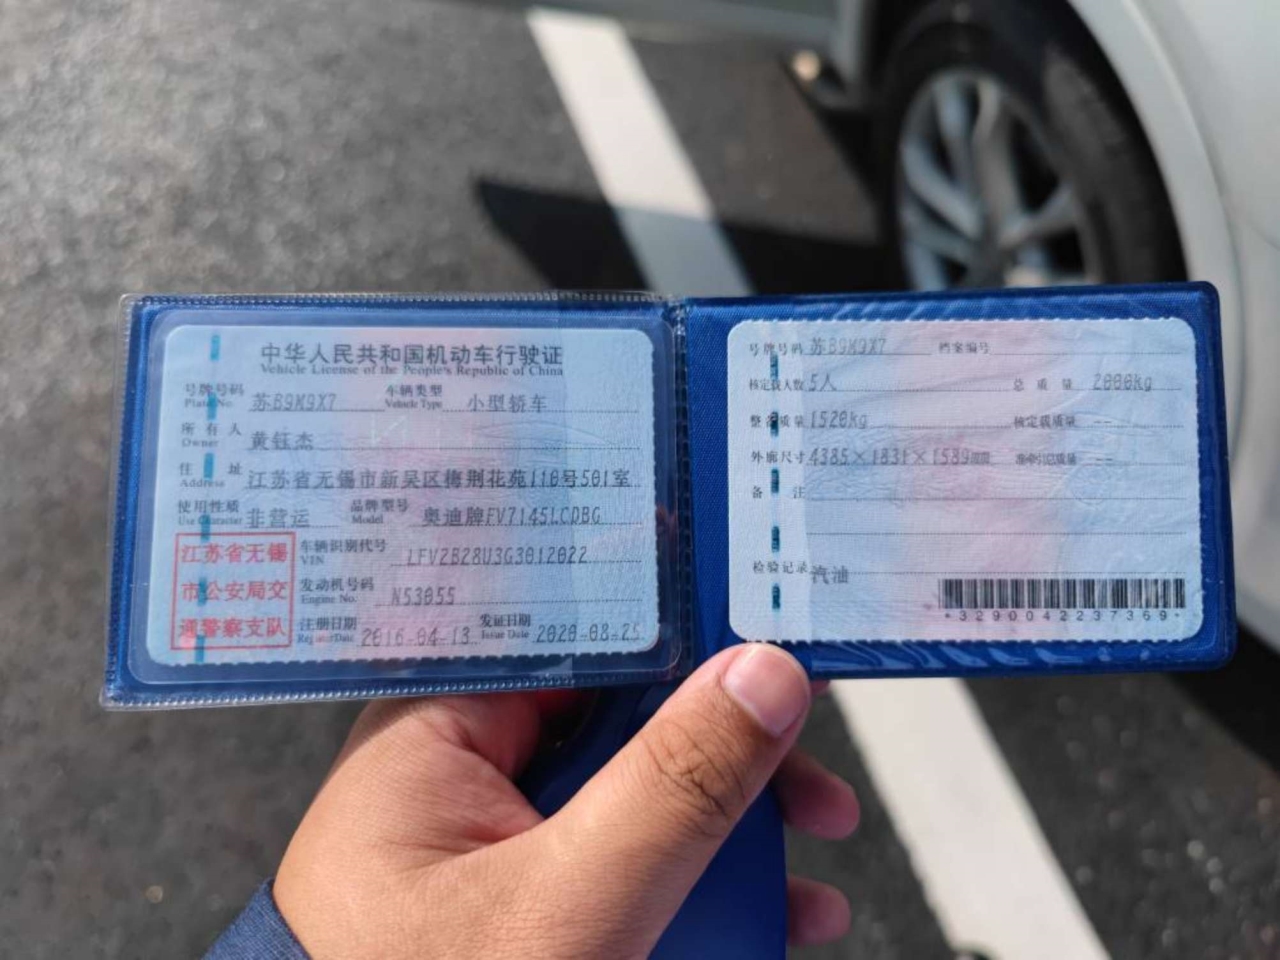 中华人民共和国机动车行驶证
Vehicle License of the People's Republic of China
号牌号码 苏B9M9X7 车辆类型 小型轿车
Plate No. Vehicle Type
所有人 黄钰杰
Owner
住址 江苏省无锡市新吴区梅荆花苑110号501室
Address
使用性质 非营运 品牌型号 奥迪牌FV7145LCDBG
Use Character Model
江苏省无锡
市公安局交
通警察支队
车辆识别代号 LFV2B28U3G3012022
VIN
发动机号码 N53055
Engine No.
注册日期 2016-04-13 发证日期 2020-08-25
Register Date Issue Date
号牌号码 苏B9M9X7 档案编号
核定载人数 5人 总质量 2000kg
整备质量 1520kg 核定载质量 --
外廓尺寸 4385×1831×1589mm 准牵引总质量 --
备注
检验记录 汽油
*3290042237369*